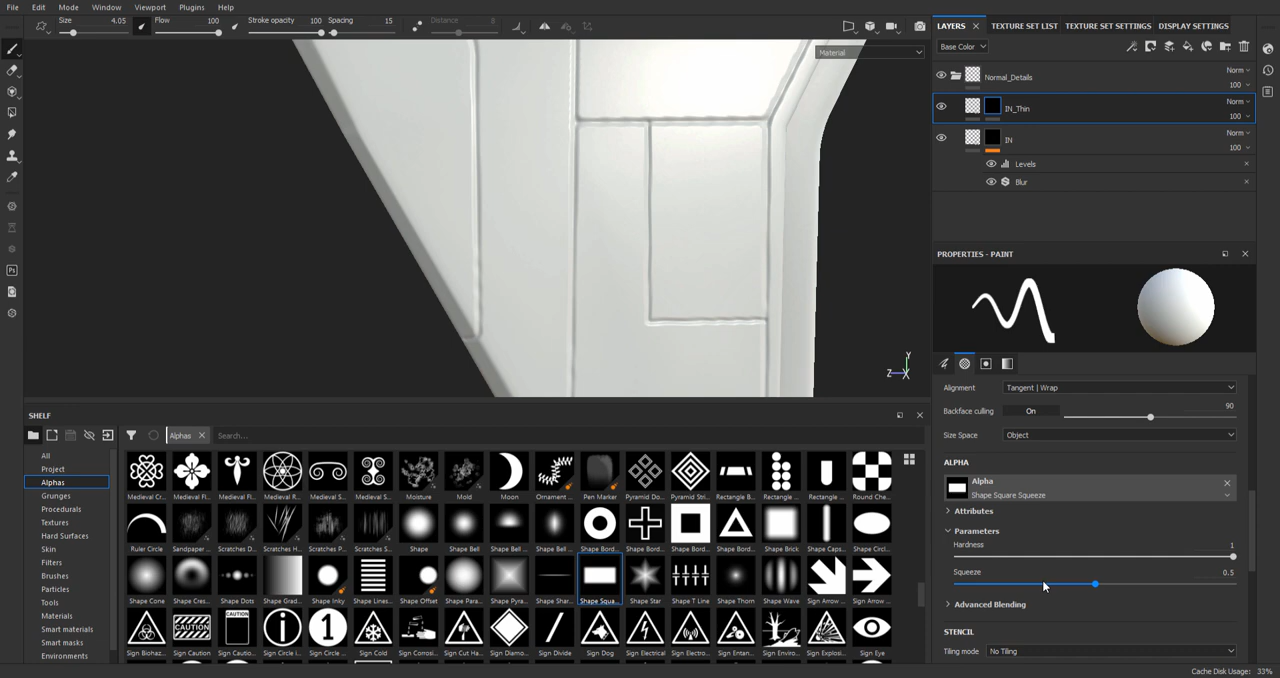 File Edit Mode Window Viewport Plugins Help
Size 4.05 Flow 100 Stroke opacity 100 Spacing 15 Distance 8
Material
Y
Z X
LAYERS TEXTURE SET LIST TEXTURE SET SETTINGS DISPLAY SETTINGS
Base Color
Normal_Details Norm 100
IN_Thin Norm 100
IN Norm 100
Levels
Blur
PROPERTIES - PAINT
Alignment Tangent | Wrap
Backface culling On 90
Size Space Object
ALPHA
Alpha
Shape Square Squeeze
Attributes
Parameters
Hardness 1
Squeeze 0.5
Advanced Blending
STENCIL
Tiling mode No Tiling
SHELF
Alphas Search...
All
Project
Alphas
Grunges
Procedurals
Textures
Hard Surfaces
Skin
Filters
Brushes
Particles
Tools
Materials
Smart materials
Smart masks
Environments
Medieval Cr... Medieval Fl... Medieval Fr... Medieval R... Medieval S... Medieval S... Moisture Mold Moon Ornament ... Pen Marker Pyramid Do... Pyramid Stri... Rectangle B... Rectangle ... Rectangle ... Round Che...
Ruler Circle Sandpaper ... Scratches D... Scratches H... Scratches P... Scratches S... Shape Shape Bell Shape Bell ... Shape Bell ... Shape Bord... Shape Bord... Shape Bord... Shape Bord... Shape Brick Shape Caps... Shape Circl...
Shape Cone Shape Cres... Shape Dots Shape Grad... Shape Inky Shape Lines... Shape Offset Shape Para... Shape Pyra... Shape Shar... Shape Squa... Shape Star Shape T Line Shape Thorn Shape Wave Sign Arrow ... Sign Arrow ...
CAUTION CAUTION
Sign Biohaz... Sign Caution Sign Caution Sign Circle i... Sign Circle ... Sign Cold Sign Corrosi... Sign Cut Ha... Sign Diamo... Sign Divide Sign Dog Sign Electri... Sign Electro... Sign Entan... Sign Enviro... Sign Explosi... Sign Eye
Cache Disk Usage: 33%